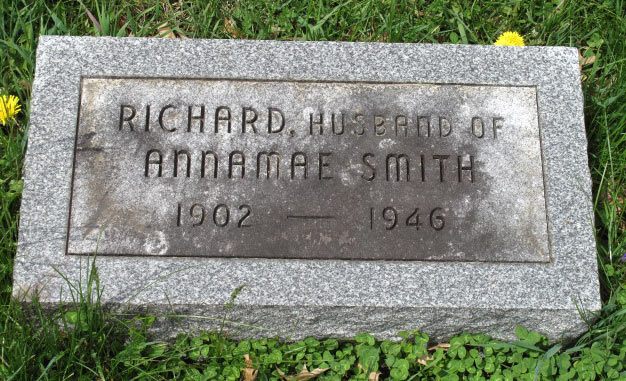 RICHARD, HUSBAND OF
ANNAMAE SMITH
1902 — 1946